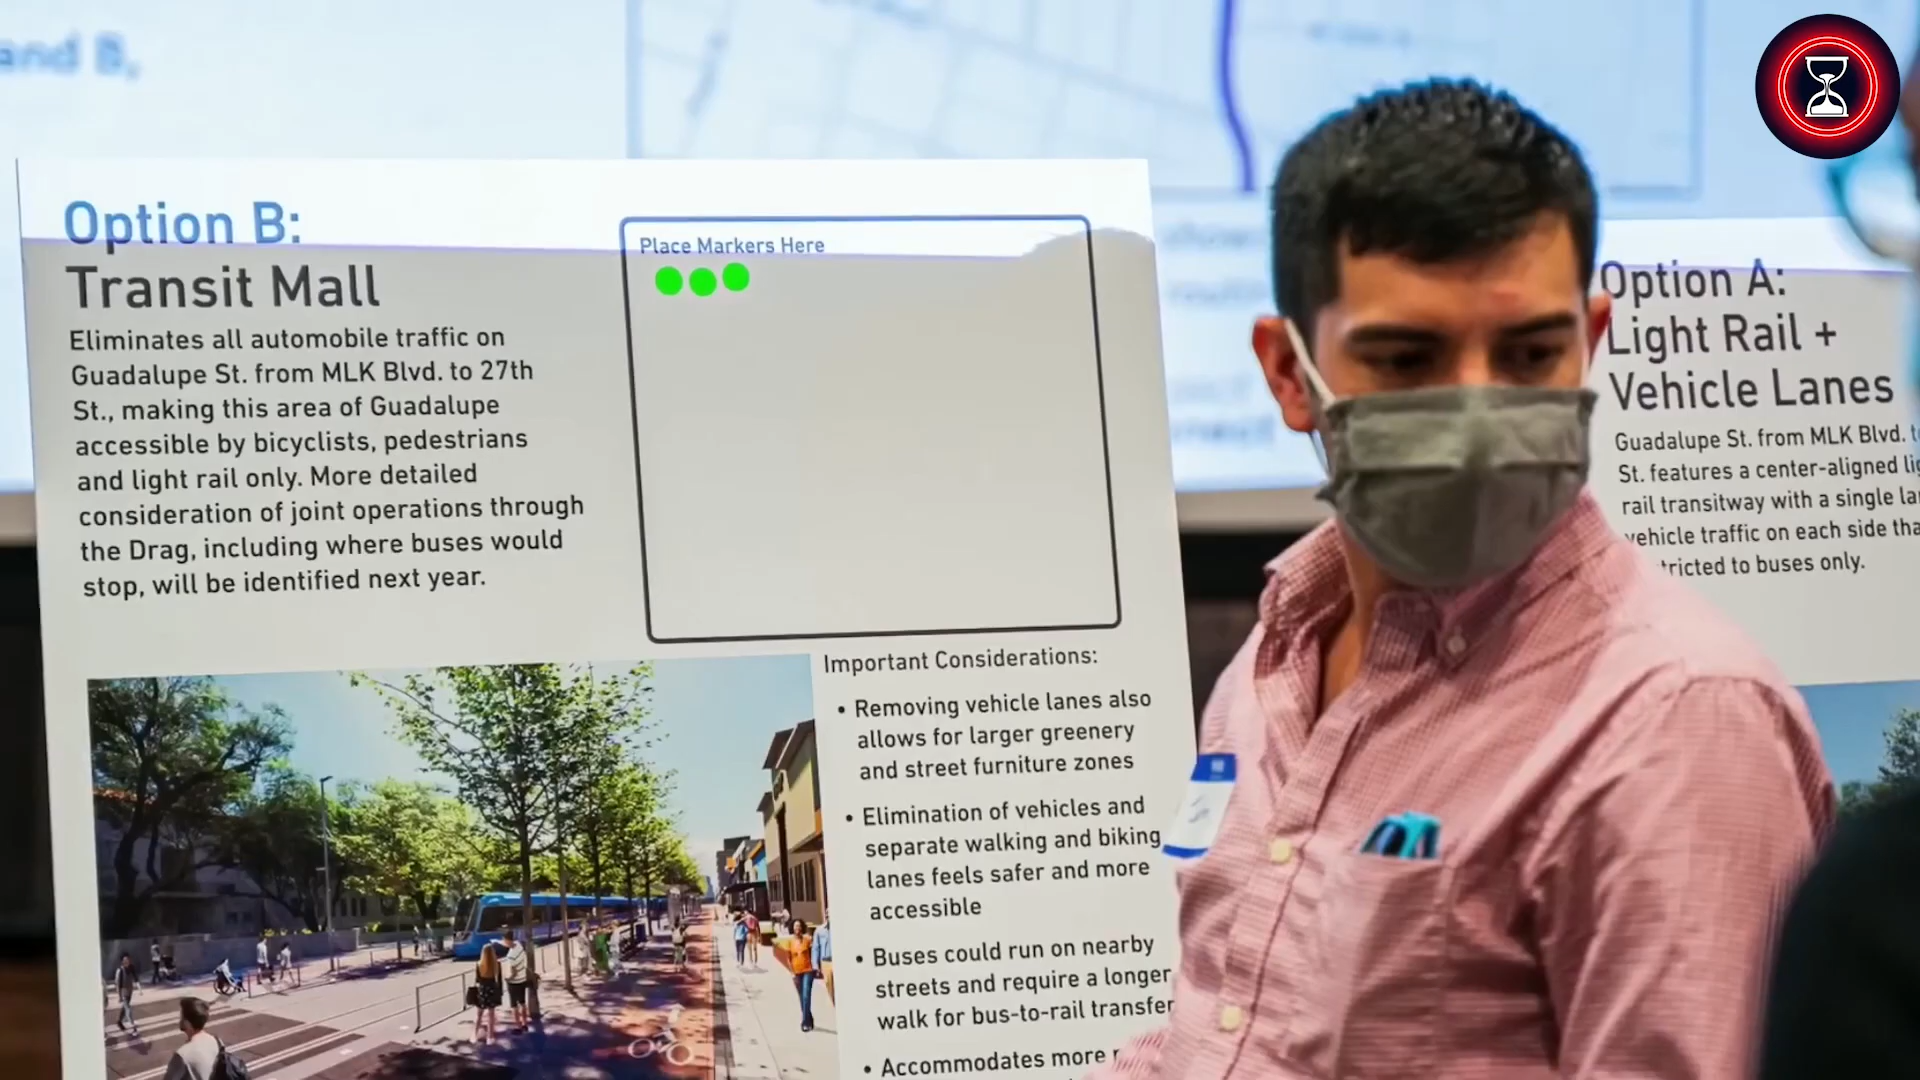 and B,
Option B:
Transit Mall
Eliminates all automobile traffic on
Guadalupe St. from MLK Blvd. to 27th
St., making this area of Guadalupe
accessible by bicyclists, pedestrians
and light rail only. More detailed
consideration of joint operations through
the Drag, including where buses would
stop, will be identified next year.
Place Markers Here
Important Considerations:
• Removing vehicle lanes also
allows for larger greenery
and street furniture zones
• Elimination of vehicles and
separate walking and biking
lanes feels safer and more
accessible
• Buses could run on nearby
streets and require a longer
walk for bus-to-rail transfer
• Accommodates more
Option A:
Light Rail +
Vehicle Lanes
Guadalupe St. from MLK Blvd.
St. features a center-aligned
rail transitway with a single
vehicle traffic on each side
to buses only.